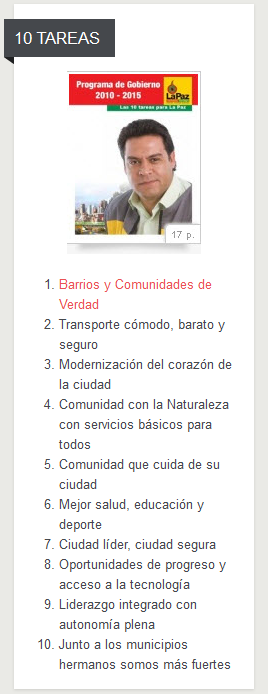 10 TAREAS
Programa de Gobierno
2010 - 2015
LaPaz
Las 10 tareas para La Paz
17 p.
1. Barrios y Comunidades de
Verdad
2. Transporte cómodo, barato y
seguro
3. Modernización del corazón de
la ciudad
4. Comunidad con la Naturaleza
con servicios básicos para
todos
5. Comunidad que cuida de su
ciudad
6. Mejor salud, educación y
deporte
7. Ciudad líder, ciudad segura
8. Oportunidades de progreso y
acceso a la tecnología
9. Liderazgo integrado con
autonomía plena
10. Junto a los municipios
hermanos somos más fuertes